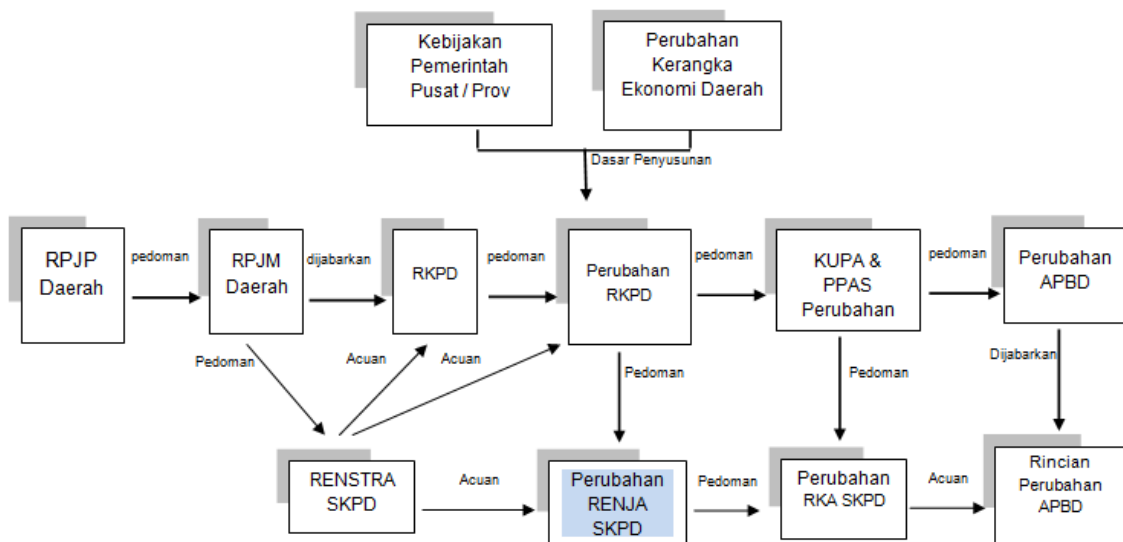 Kebijakan
Pemerintah
Pusat / Prov
Perubahan
Kerangka
Ekonomi Daerah
Dasar Penyusunan
RPJP
Daerah
pedoman
RPJM
Daerah
dijabarkan
RKPD
pedoman
Perubahan
RKPD
pedoman
KUPA &
PPAS
Perubahan
pedoman
Perubahan
APBD
Pedoman
Acuan
Acuan
Pedoman
Pedoman
Dijabarkan
RENSTRA
SKPD
Acuan
Perubahan
RENJA
SKPD
Pedoman
Perubahan
RKA SKPD
Acuan
Rincian
Perubahan
APBD